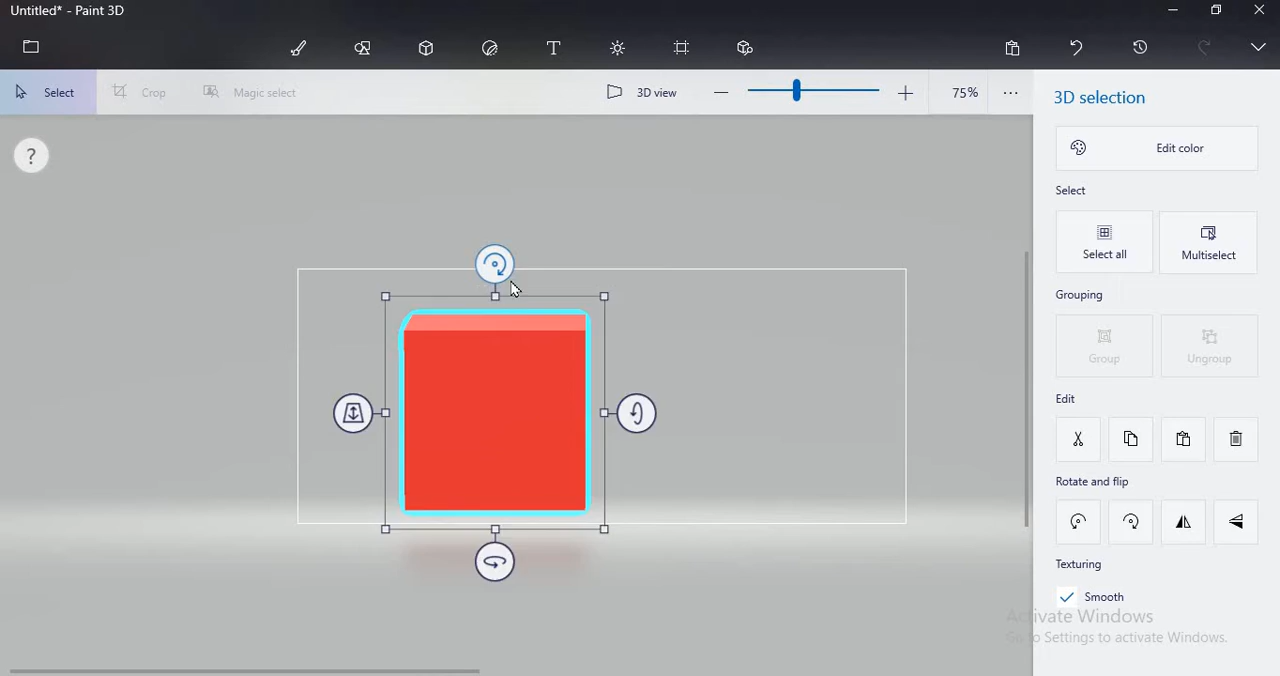 Untitled* - Paint 3D
Select
Crop
Magic select
3D view
75%
3D selection
?
Edit color
Select
Select all
Multiselect
Grouping
Group
Ungroup
Edit
Rotate and flip
Texturing
Smooth
Activate Windows
Go to Settings to activate Windows.